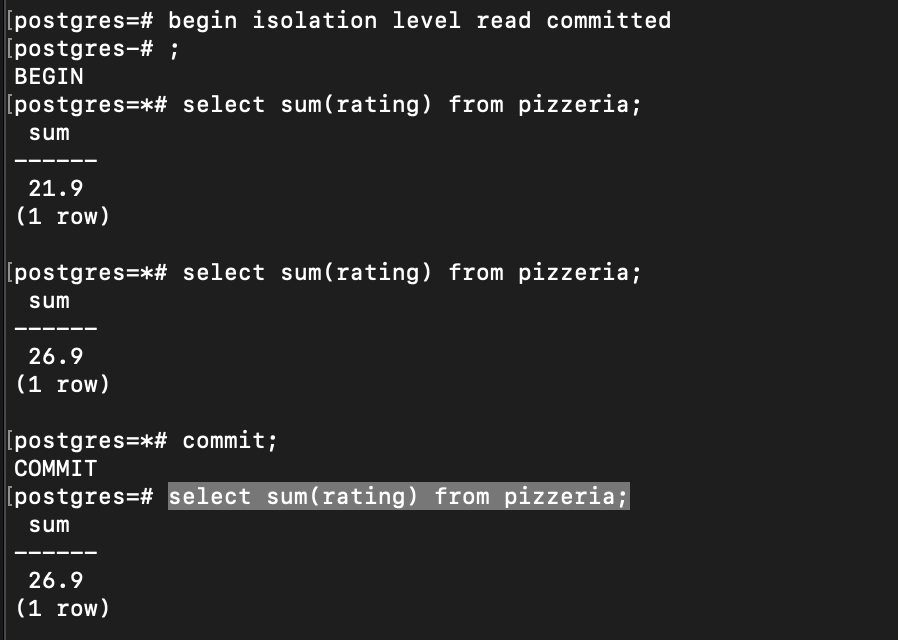 [postgres=# begin isolation level read committed
[postgres-# ;
BEGIN
[postgres=*# select sum(rating) from pizzeria;
 sum
------
 21.9
(1 row)

[postgres=*# select sum(rating) from pizzeria;
 sum
------
 26.9
(1 row)

[postgres=*# commit;
COMMIT
[postgres=# select sum(rating) from pizzeria;
 sum
------
 26.9
(1 row)